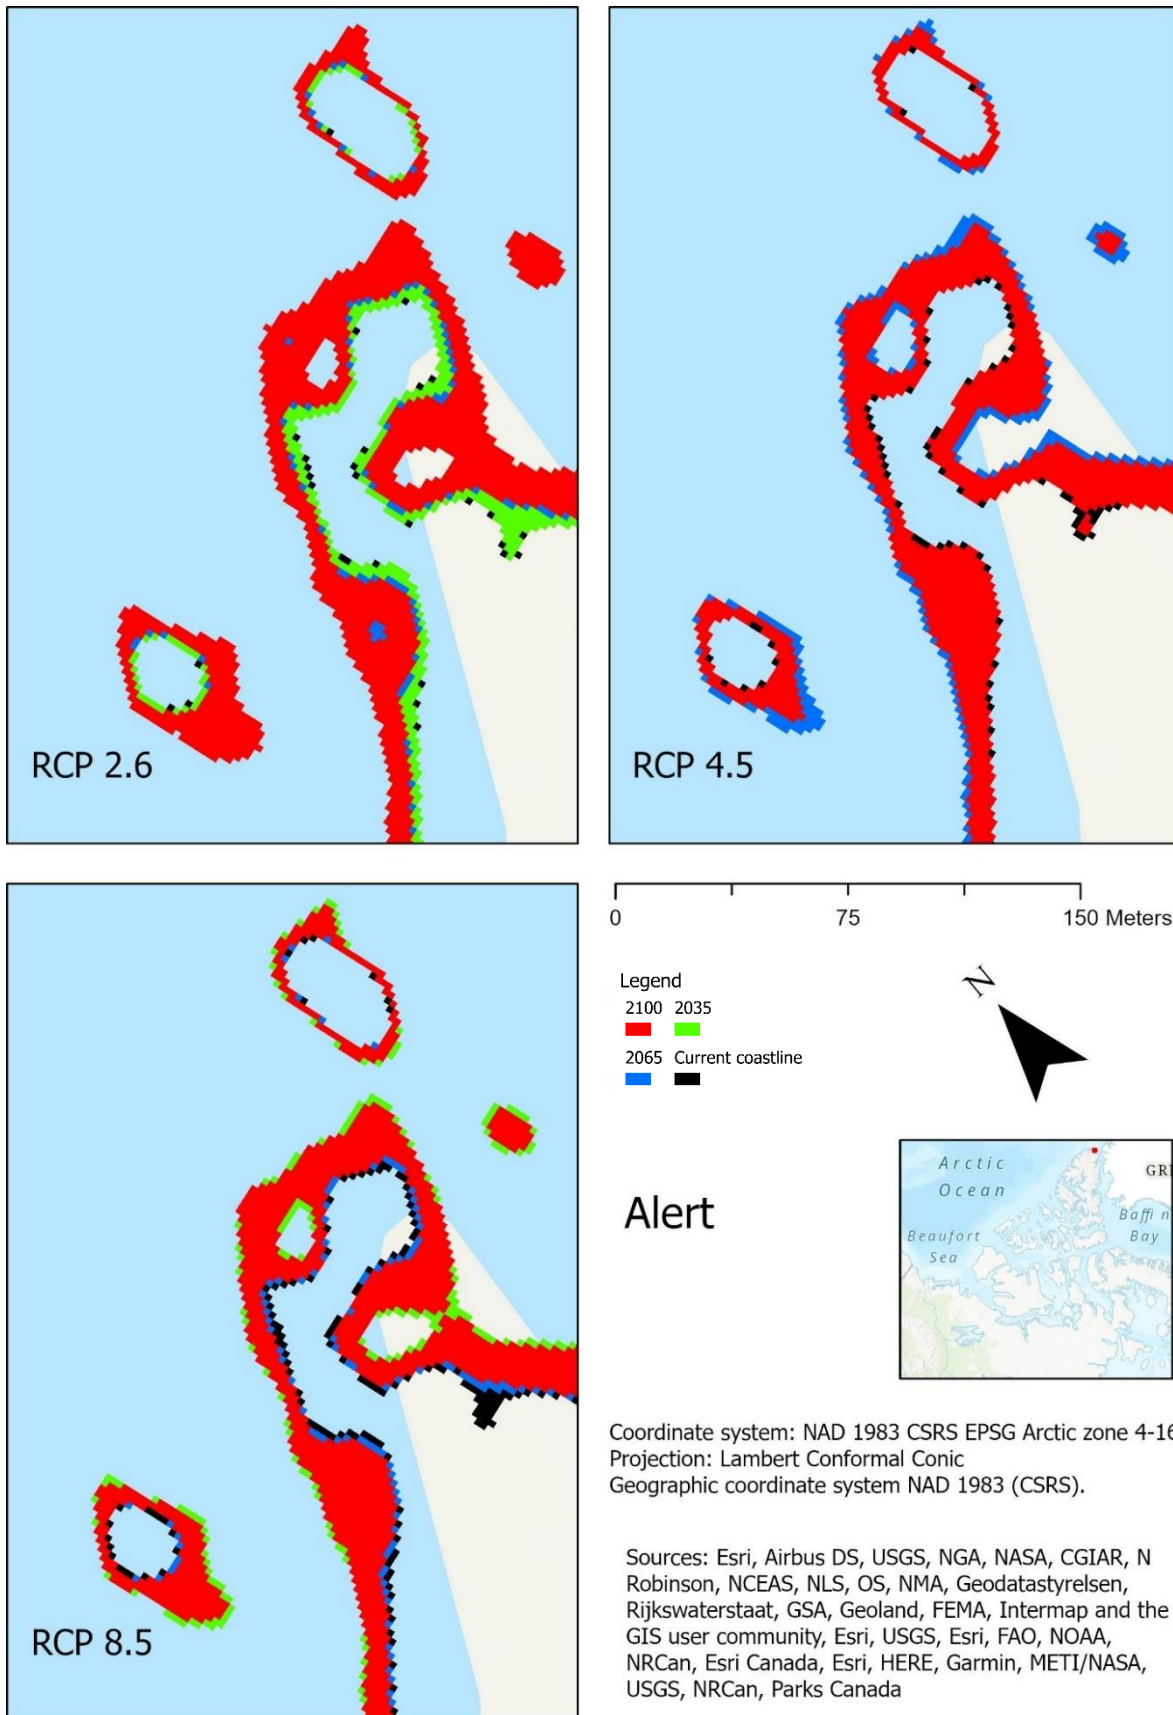 RCP 2.6
RCP 4.5
RCP 8.5
0 75 150 Meters
N
Legend
2100 2035
2065 Current coastline
Alert
Arctic
Ocean
GRI
Beaufort
Sea
Baffin
Bay
Coordinate system: NAD 1983 CSRS EPSG Arctic zone 4-16
Projection: Lambert Conformal Conic
Geographic coordinate system NAD 1983 (CSRS).
Sources: Esri, Airbus DS, USGS, NGA, NASA, CGIAR, N
Robinson, NCEAS, NLS, OS, NMA, Geodatastyrelsen,
Rijkswaterstaat, GSA, Geoland, FEMA, Intermap and the
GIS user community, Esri, USGS, Esri, FAO, NOAA,
NRCan, Esri Canada, Esri, HERE, Garmin, METI/NASA,
USGS, NRCan, Parks Canada